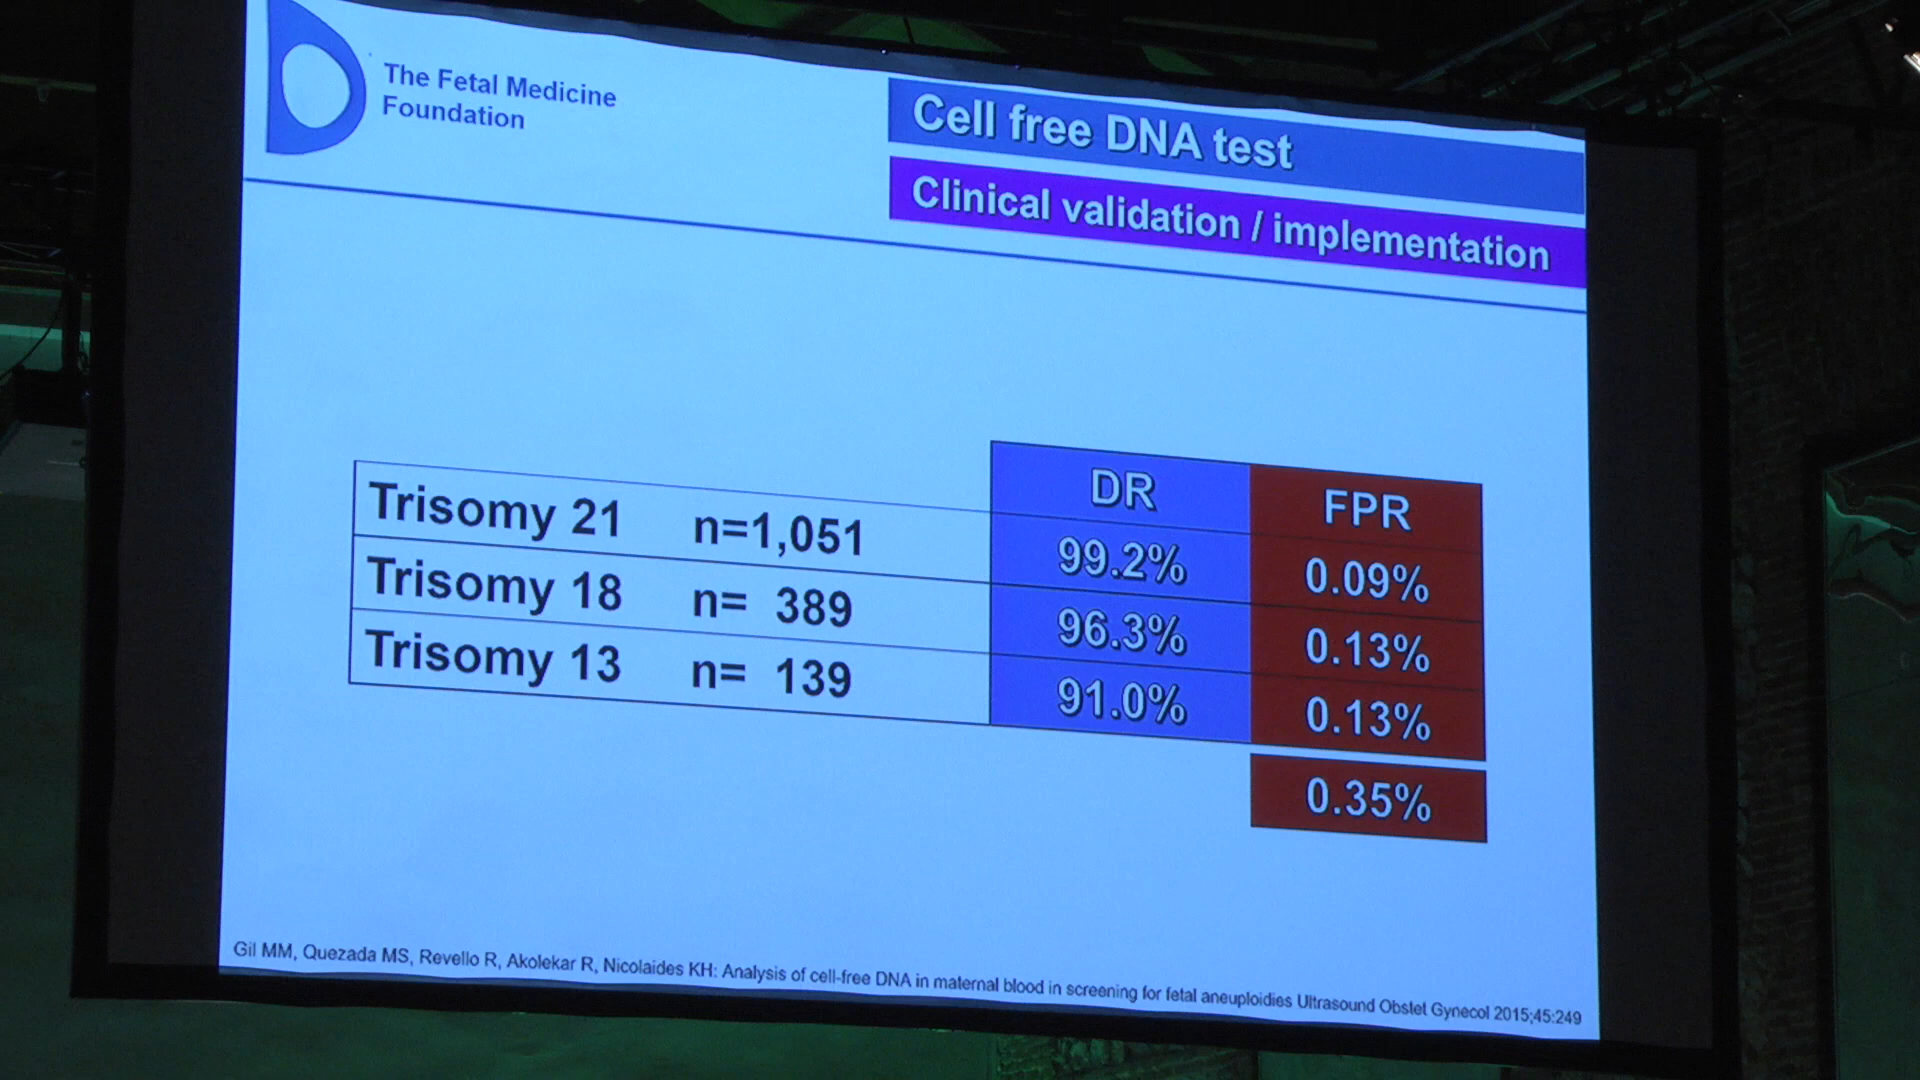 The Fetal Medicine
Foundation
Cell free DNA test
Clinical validation / implementation
DR FPR
Trisomy 21 n=1,051 99.2% 0.09%
Trisomy 18 n= 389 96.3% 0.13%
Trisomy 13 n= 139 91.0% 0.13%
0.35%
Gil MM, Quezada MS, Revello R, Akolekar R, Nicolaides KH: Analysis of cell-free DNA in maternal blood in screening for fetal aneuploidies Ultrasound Obstet Gynecol 2015;45:249